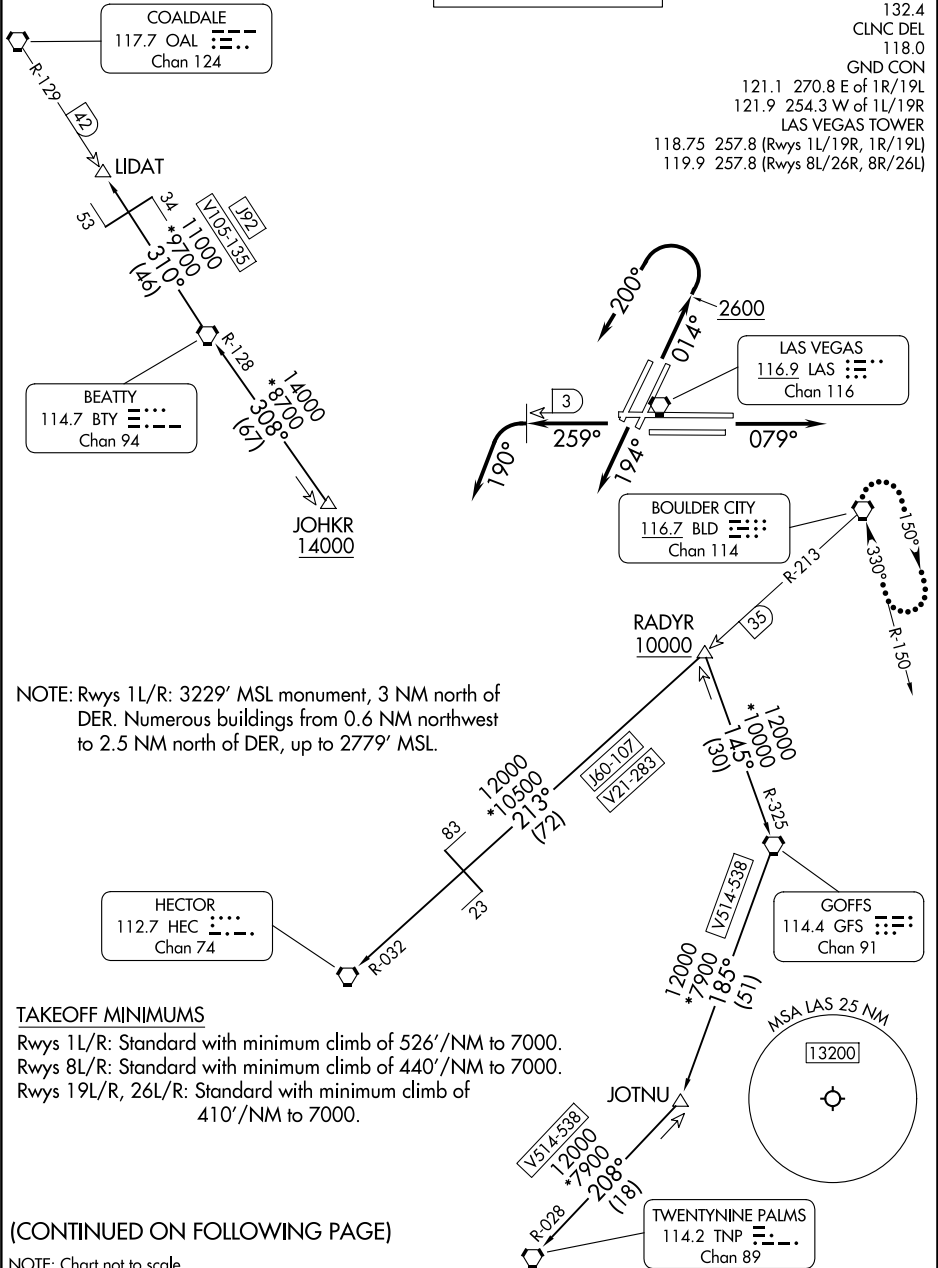 132.4
CLNC DEL
118.0
GND CON
121.1 270.8 E of 1R/19L
121.9 254.3 W of 1L/19R
LAS VEGAS TOWER
118.75 257.8 (Rwys 1L/19R, 1R/19L)
119.9 257.8 (Rwys 8L/26R, 8R/26L)
COALDALE
117.7 OAL
Chan 124
R-129
42
LIDAT
53
34
J92
V105-135
11000
*9700
310°
(46)
BEATTY
114.7 BTY
Chan 94
R-128
14000
*8700
308°
(67)
JOHKR
14000
200°
2600
014°
LAS VEGAS
116.9 LAS
Chan 116
3
259°
190°
194°
079°
BOULDER CITY
116.7 BLD
Chan 114
150°
330°
R-150
R-213
35
RADYR
10000
NOTE: Rwys 1L/R: 3229' MSL monument, 3 NM north of
DER. Numerous buildings from 0.6 NM northwest
to 2.5 NM north of DER, up to 2779' MSL.
J60-107
V21-283
12000
*10500
213°
(72)
83
23
12000
*10000
145°
(30)
R-325
HECTOR
112.7 HEC
Chan 74
R-032
GOFFS
114.4 GFS
Chan 91
V514-538
12000
*7900
185°
(51)
TAKEOFF MINIMUMS
Rwys 1L/R: Standard with minimum climb of 526'/NM to 7000.
Rwys 8L/R: Standard with minimum climb of 440'/NM to 7000.
Rwys 19L/R, 26L/R: Standard with minimum climb of
410'/NM to 7000.
MSA LAS 25 NM
13200
JOTNU
V514-538
12000
*7900
208°
(18)
R-028
TWENTYNINE PALMS
114.2 TNP
Chan 89
(CONTINUED ON FOLLOWING PAGE)
NOTE: Chart not to scale